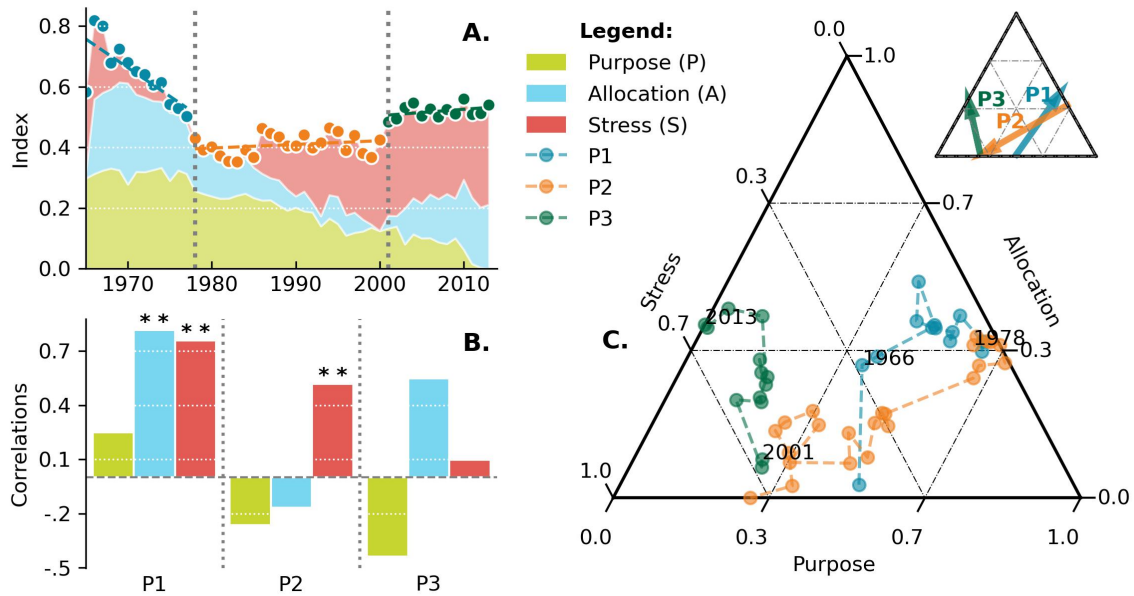 0.8
0.6
0.4
0.2
0.0
Index
1970
1980
1990
2000
2010
A.
Legend:
Purpose (P)
Allocation (A)
Stress (S)
P1
P2
P3
P3
P1
P2
0.7
0.4
0.1
-.2
-.5
Correlations
* *
* *
* *
P1
P2
P3
B.
C.
0.0
1.0
0.3
0.7
0.7
0.3
1.0
0.0
0.0
0.3
0.7
1.0
Stress
Allocation
Purpose
2013
1966
1978
2001